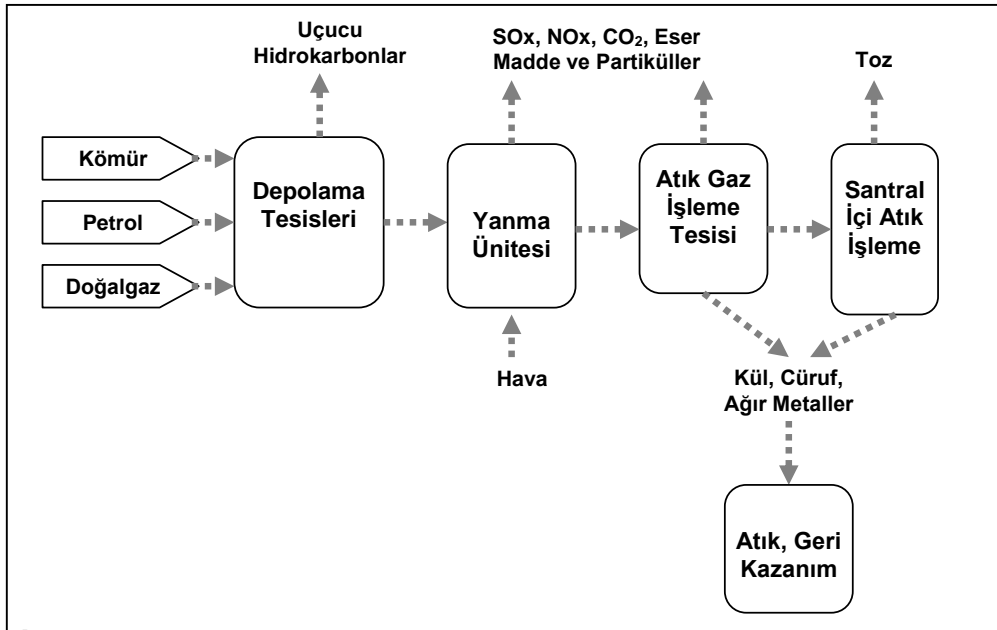 Uçucu
Hidrokarbonlar
SOx, NOx, CO₂, Eser
Madde ve Partiküller
Toz
Kömür
Petrol
Doğalgaz
Depolama
Tesisleri
Yanma
Ünitesi
Atık Gaz
İşleme
Tesisi
Santral
İçi Atık
İşleme
Hava
Kül, Cüruf,
Ağır Metaller
Atık, Geri
Kazanım